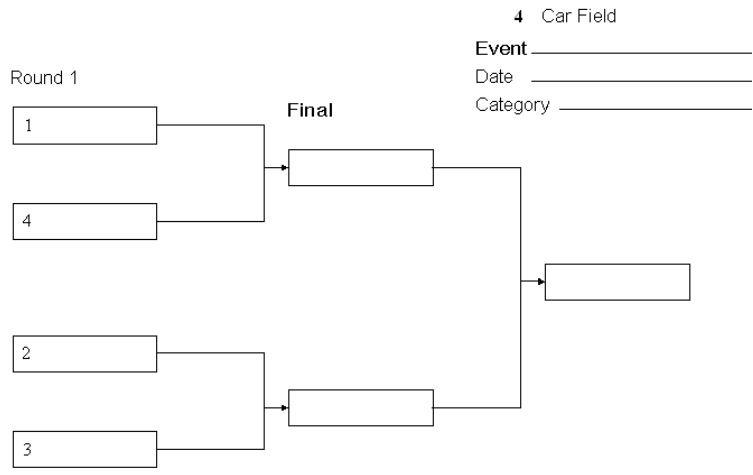 4 Car Field
Event
Date
Category
Round 1
Final
1
4
2
3